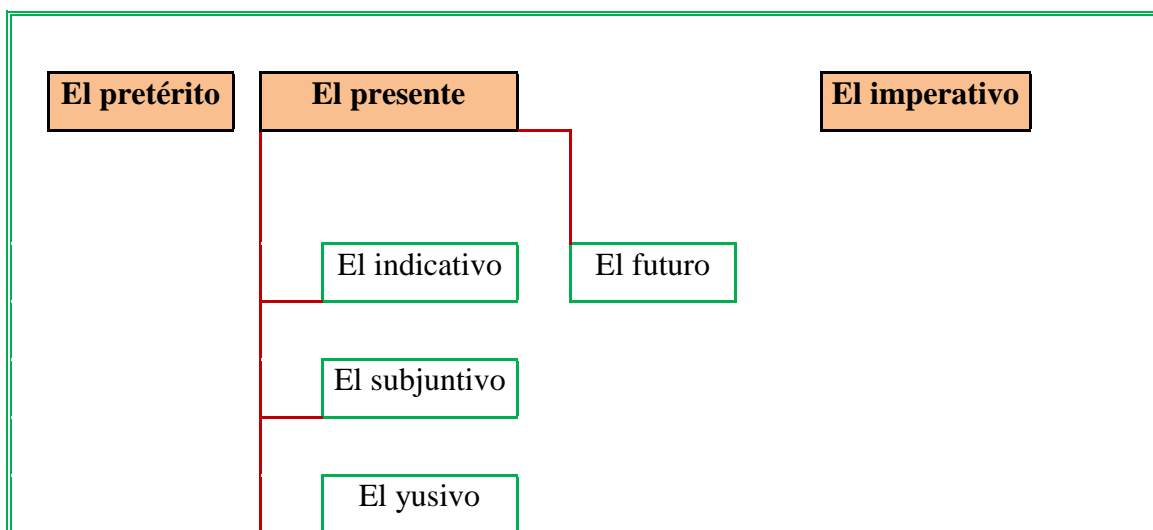 El pretérito El presente El imperativo
El indicativo El futuro
El subjuntivo
El yusivo